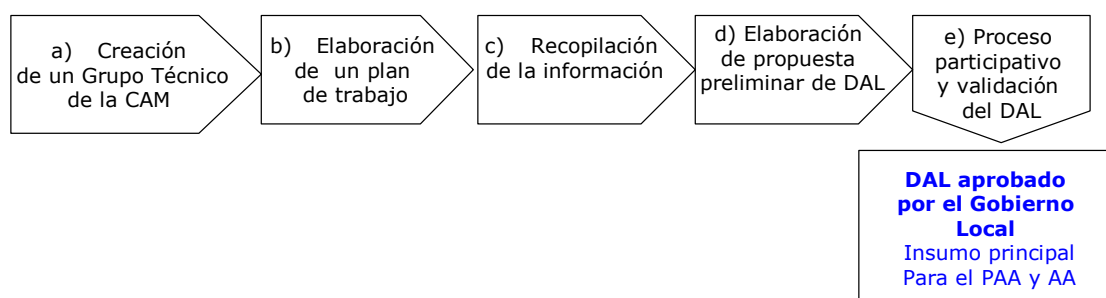 a) Creación
de un Grupo Técnico
de la CAM
b) Elaboración
de un plan
de trabajo
c) Recopilación
de la información
d) Elaboración
de propuesta
preliminar de DAL
e) Proceso
participativo
y validación
del DAL
DAL aprobado
por el Gobierno
Local
Insumo principal
Para el PAA y AA